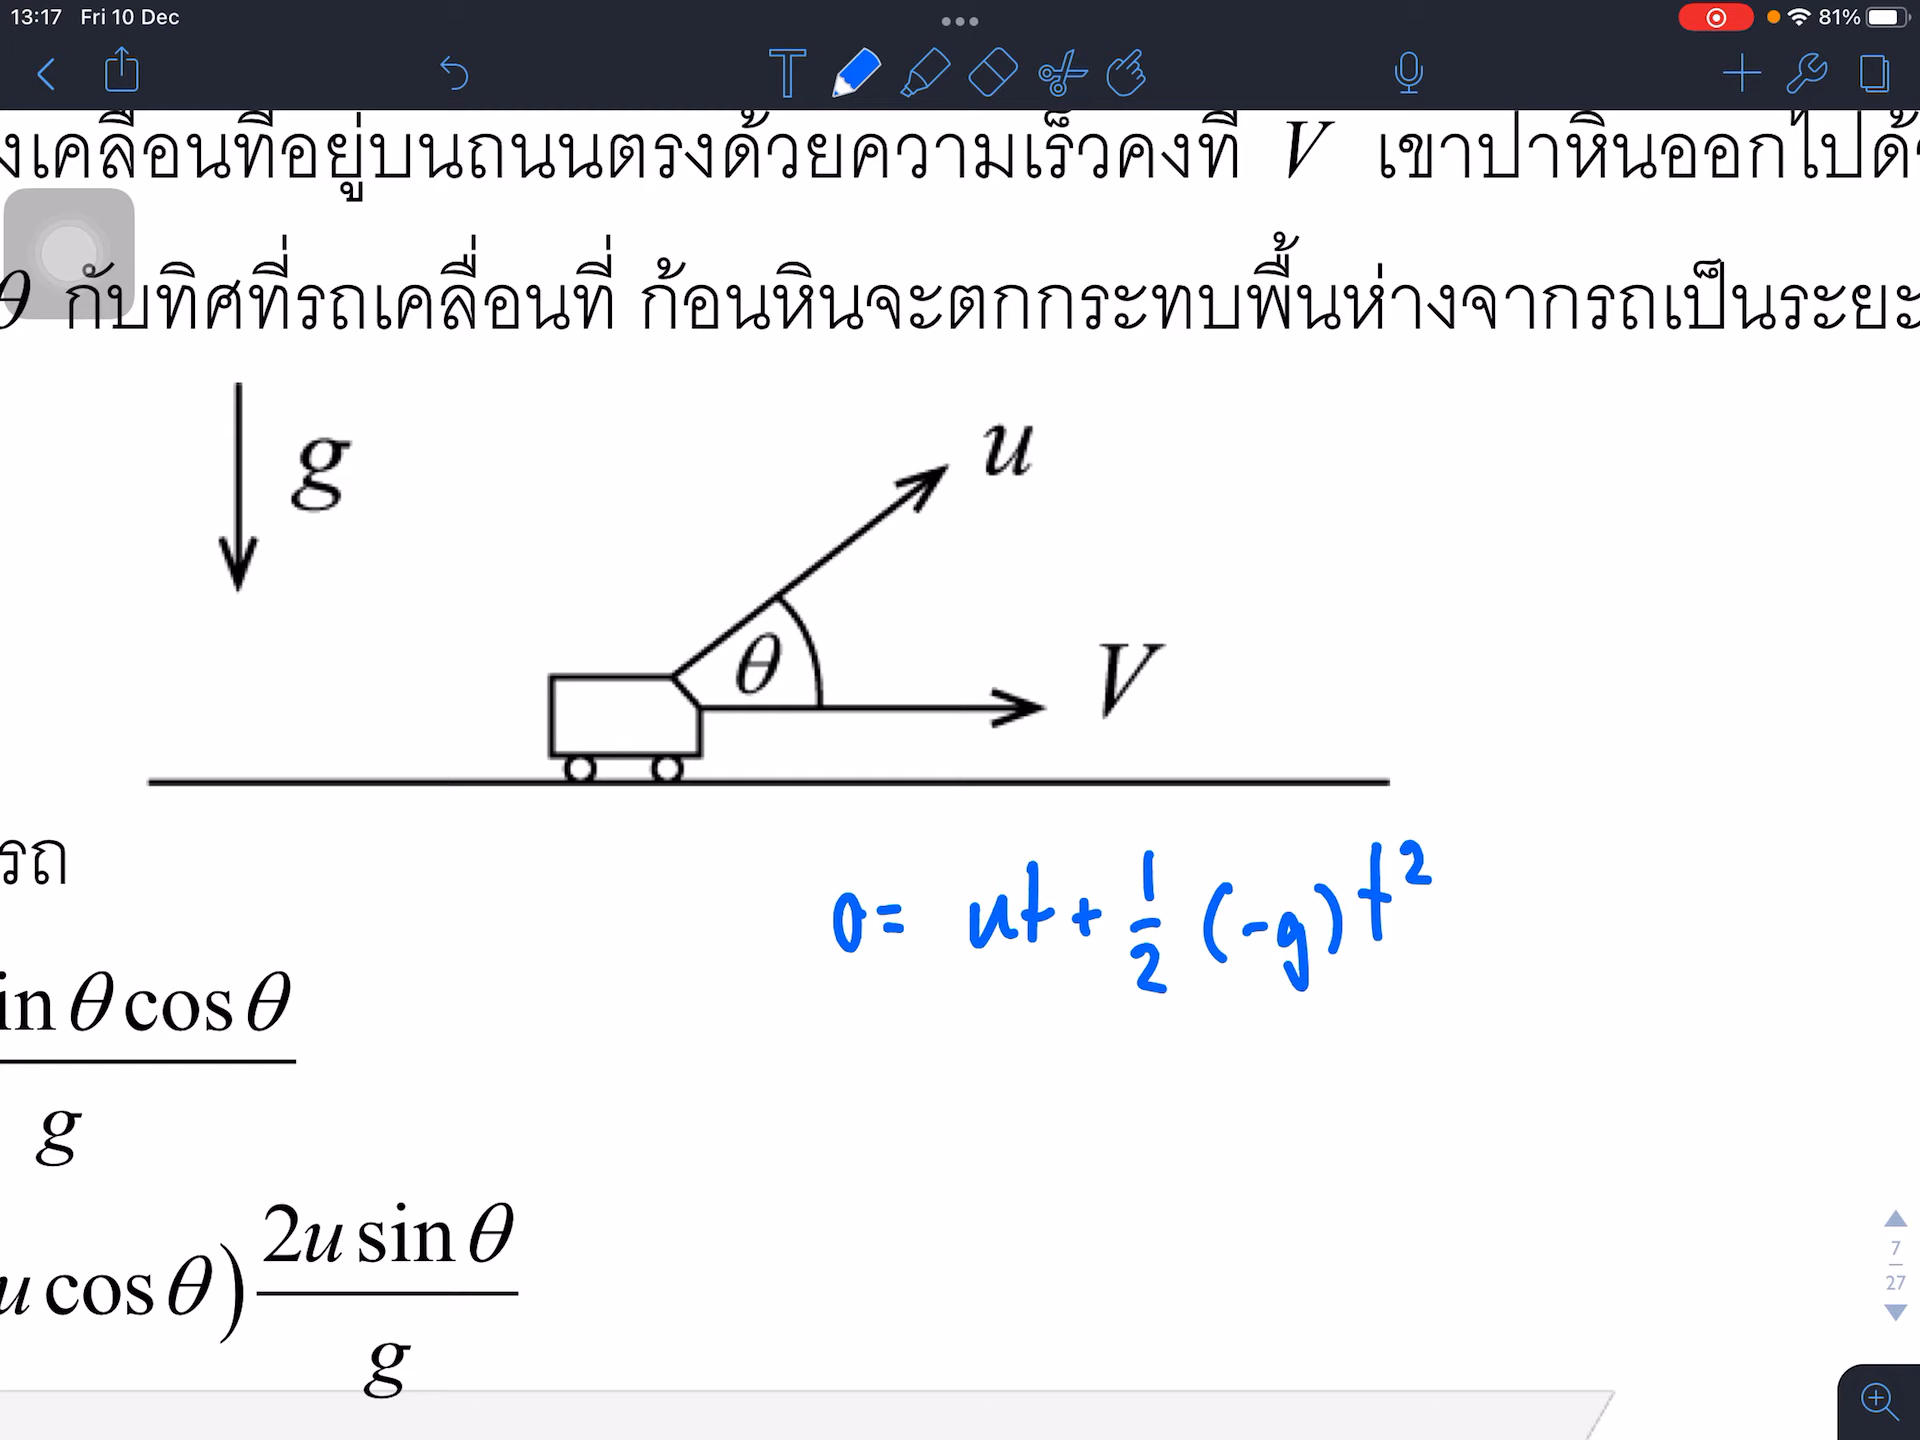 13:17 Fri 10 Dec 81%
งเคลื่อนที่อยู่บนถนนตรงด้วยความเร็วคงที่ V เขาปาหินออกไปด้
θ กับทิศที่รถเคลื่อนที่ ก้อนหินจะตกกระทบพื้นห่างจากรถเป็นระยะ
g
u
θ
V
รถ
0 = ut + 1/2 (-g) t²
in θ cos θ
g
u cos θ) 2u sin θ
g
7
27